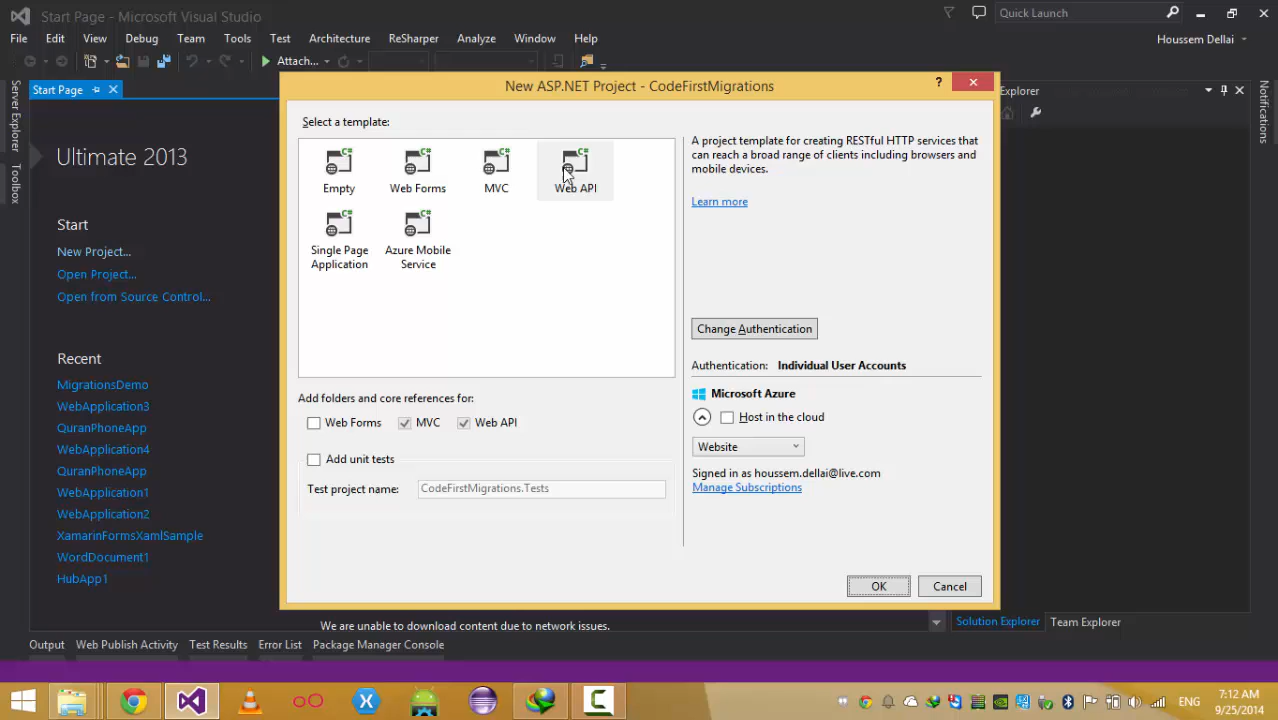 Start Page - Microsoft Visual Studio
Quick Launch
File Edit View Debug Team Tools Test Architecture ReSharper Analyze Window Help
Houssem Dellai
Attach...
Start Page
Explorer
Server Explorer
Toolbox
Notifications
Ultimate 2013
Start
New Project...
Open Project...
Open from Source Control...
Recent
MigrationsDemo
WebApplication3
QuranPhoneApp
WebApplication4
QuranPhoneApp
WebApplication1
WebApplication2
XamarinFormsXamlSample
WordDocument1
HubApp1
New ASP.NET Project - CodeFirstMigrations
?
Select a template:
Empty
Web Forms
MVC
Web API
Single Page
Application
Azure Mobile
Service
A project template for creating RESTful HTTP services that
can reach a broad range of clients including browsers and
mobile devices.
Learn more
Change Authentication
Authentication: Individual User Accounts
Microsoft Azure
Host in the cloud
Website
Signed in as houssem.dellai@live.com
Manage Subscriptions
Add folders and core references for:
Web Forms MVC Web API
Add unit tests
Test project name: CodeFirstMigrations.Tests
OK Cancel
We are unable to download content due to network issues.
Solution Explorer Team Explorer
Output Web Publish Activity Test Results Error List Package Manager Console
ENG
7:12 AM
9/25/2014